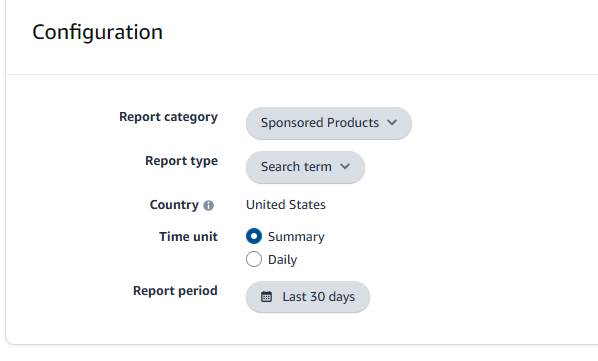 Configuration
Report category Sponsored Products
Report type Search term
Country United States
Time unit Summary
Daily
Report period Last 30 days